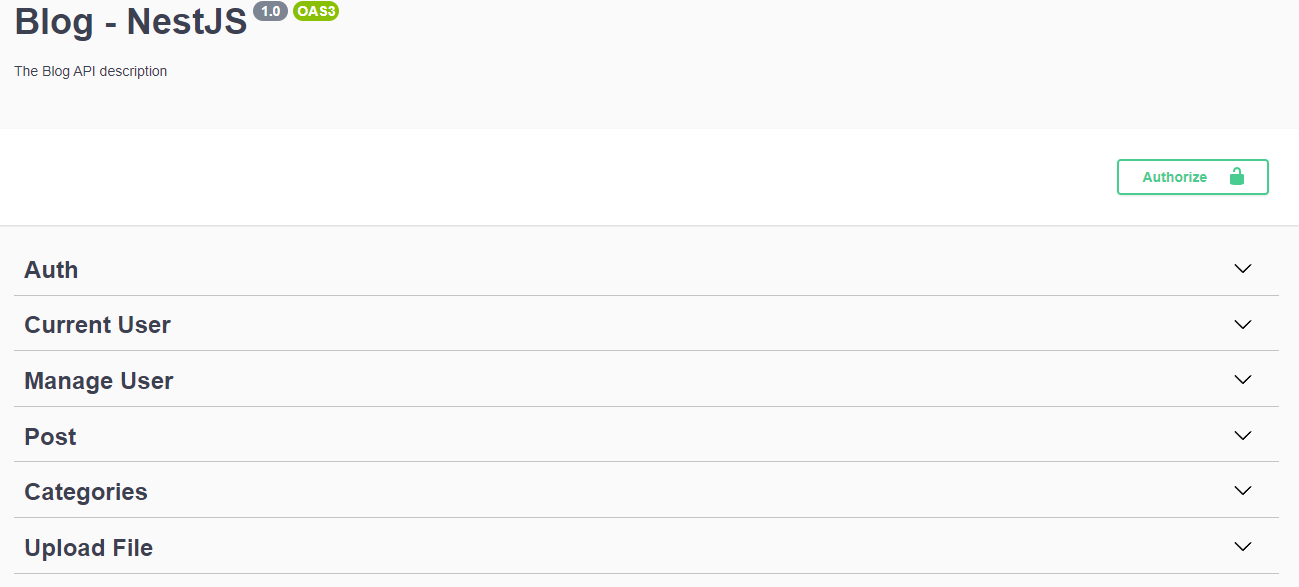 Blog - NestJS 1.0 OAS3
The Blog API description
Authorize
Auth
Current User
Manage User
Post
Categories
Upload File